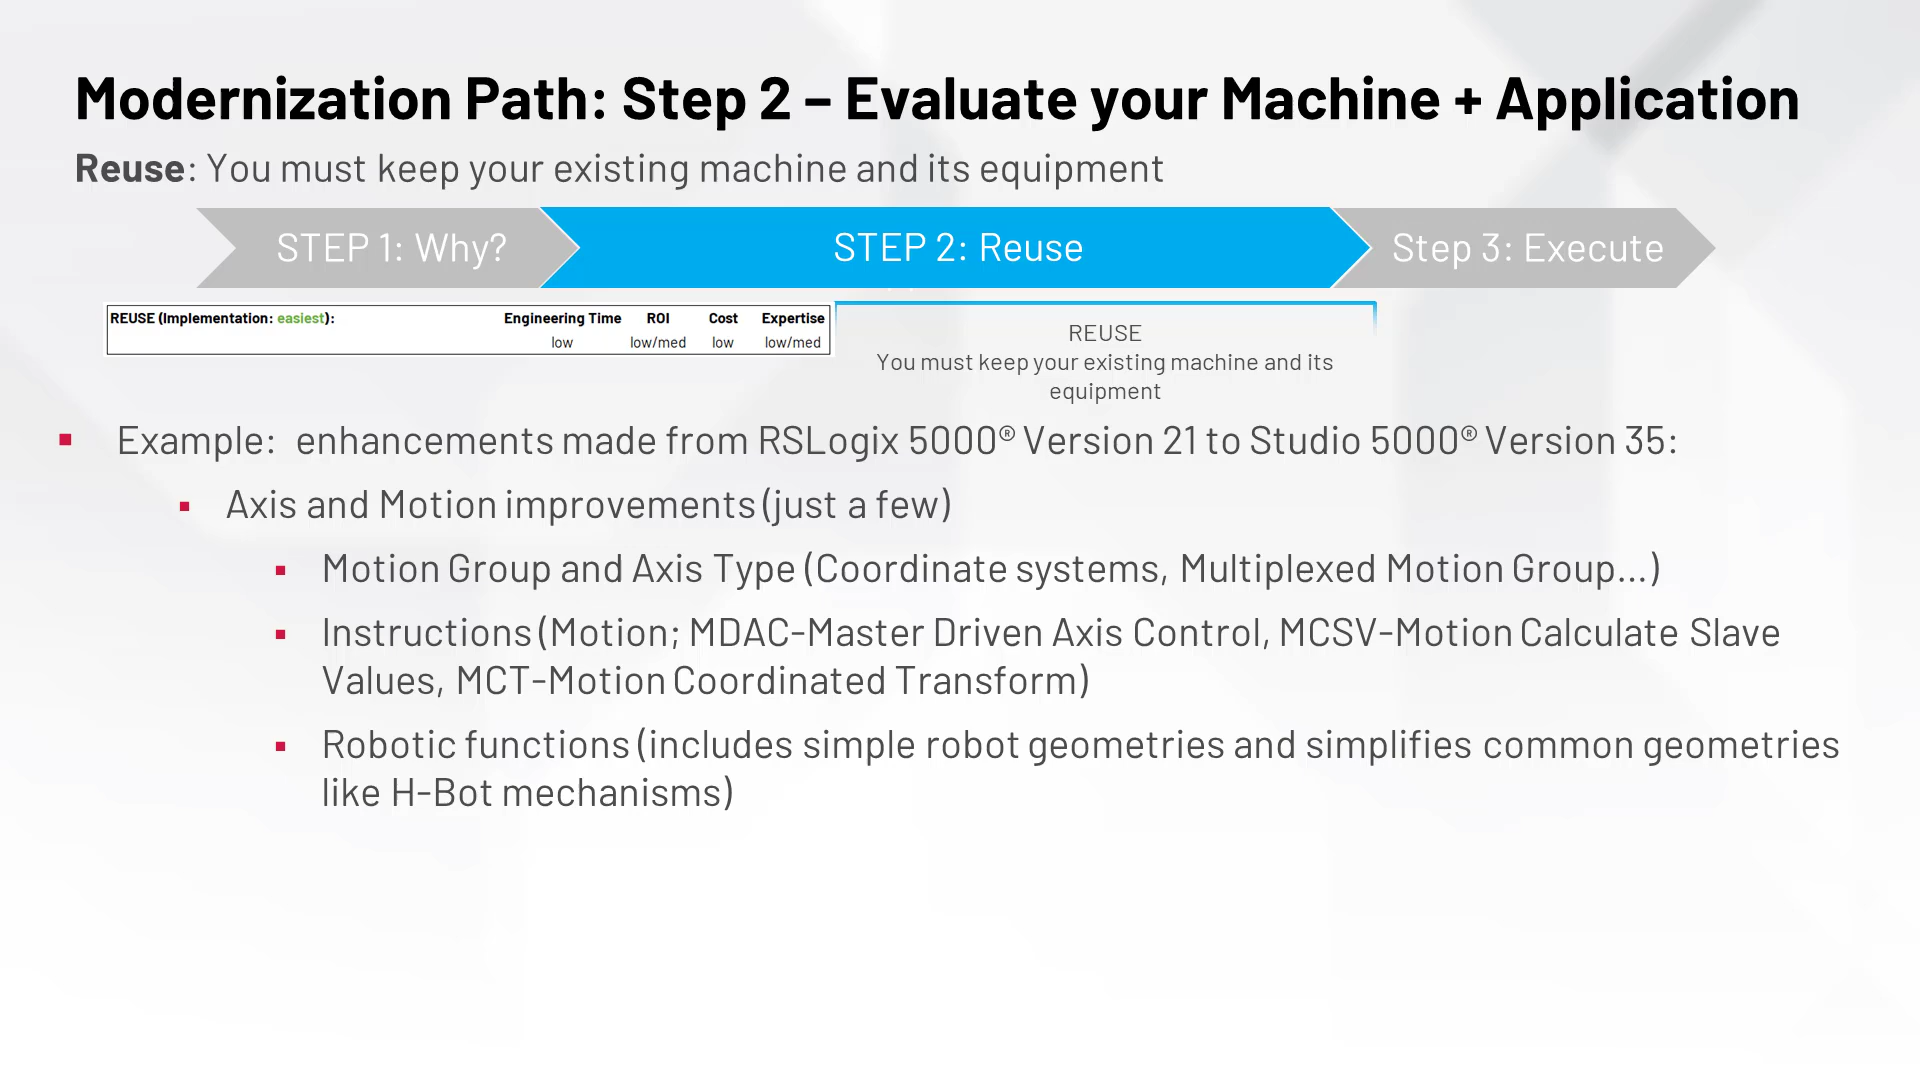 Modernization Path: Step 2 – Evaluate your Machine + Application
Reuse: You must keep your existing machine and its equipment
STEP 1: Why?
STEP 2: Reuse
Step 3: Execute
REUSE (Implementation: easiest): Engineering Time ROI Cost Expertise
low low/med low low/med
REUSE
You must keep your existing machine and its
equipment
▪ Example:  enhancements made from RSLogix 5000® Version 21 to Studio 5000® Version 35:
▪ Axis and Motion improvements (just a few)
▪ Motion Group and Axis Type (Coordinate systems, Multiplexed Motion Group...)
▪ Instructions (Motion; MDAC-Master Driven Axis Control, MCSV-Motion Calculate Slave
Values, MCT-Motion Coordinated Transform)
▪ Robotic functions (includes simple robot geometries and simplifies common geometries
like H-Bot mechanisms)